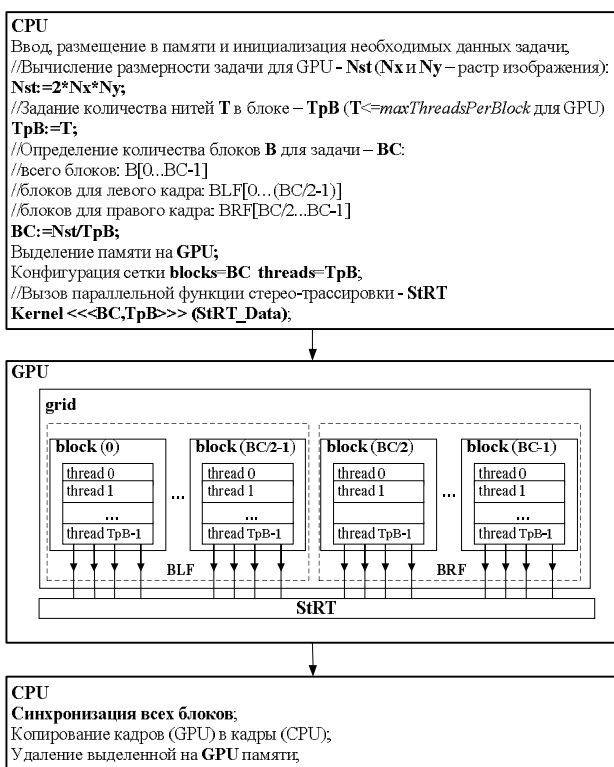 CPU
Ввод, размещение в памяти и инициализация необходимых данных задачи;
//Вычисление размерности задачи для GPU - Nst (Nx и Ny – растр изображения):
Nst:=2*Nx*Ny;
//Задание количества нитей T в блоке – TpB (T<=maxThreadsPerBlock для GPU)
TpB:=T;
//Определение количества блоков B для задачи – BC:
//всего блоков: B[0...BC-1]
//блоков для левого кадра: BLF[0…(BC/2-1)]
//блоков для правого кадра: BRF[BC/2...BC-1]
BC:=Nst/TpB;
Выделение памяти на GPU;
Конфигурация сетки blocks=BC threads=TpB;
//Вызов параллельной функции стерео-трассировки - StRT
Kernel <<<BC,TpB>>> (StRT_Data);
GPU
grid
block (0) block (BC/2-1) block (BC/2) block (BC-1)
thread 0 thread 0 thread 0 thread 0
thread 1 thread 1 thread 1 thread 1
... ...
... ... ... ...
thread TpB-1 thread TpB-1 thread TpB-1 thread TpB-1
BLF BRF
StRT
CPU
Синхронизация всех блоков;
Копирование кадров (GPU) в кадры (CPU);
Удаление выделенной на GPU памяти;